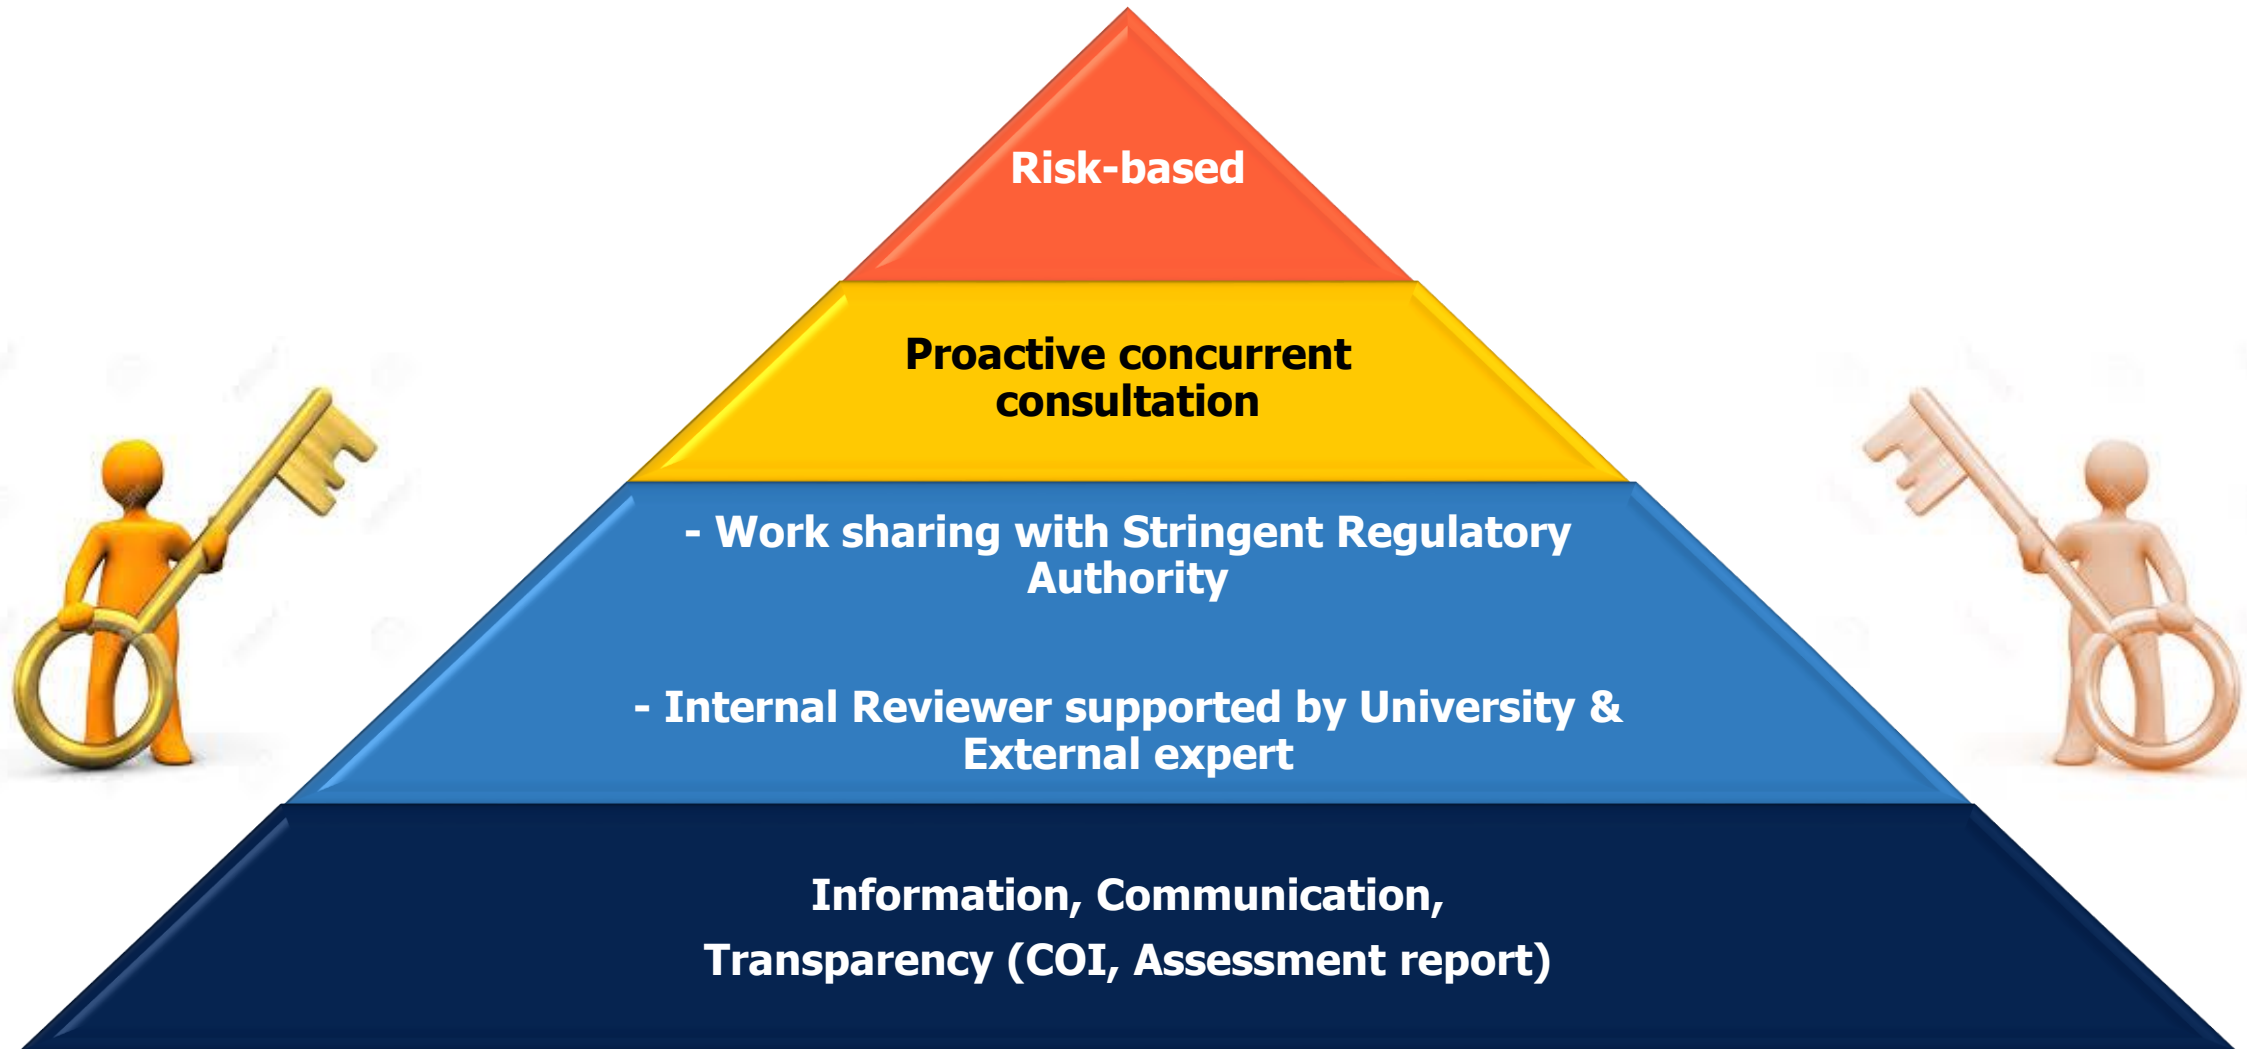 Risk-based
Proactive concurrent
consultation
- Work sharing with Stringent Regulatory
Authority
- Internal Reviewer supported by University &
External expert
Information, Communication,
Transparency (COI, Assessment report)